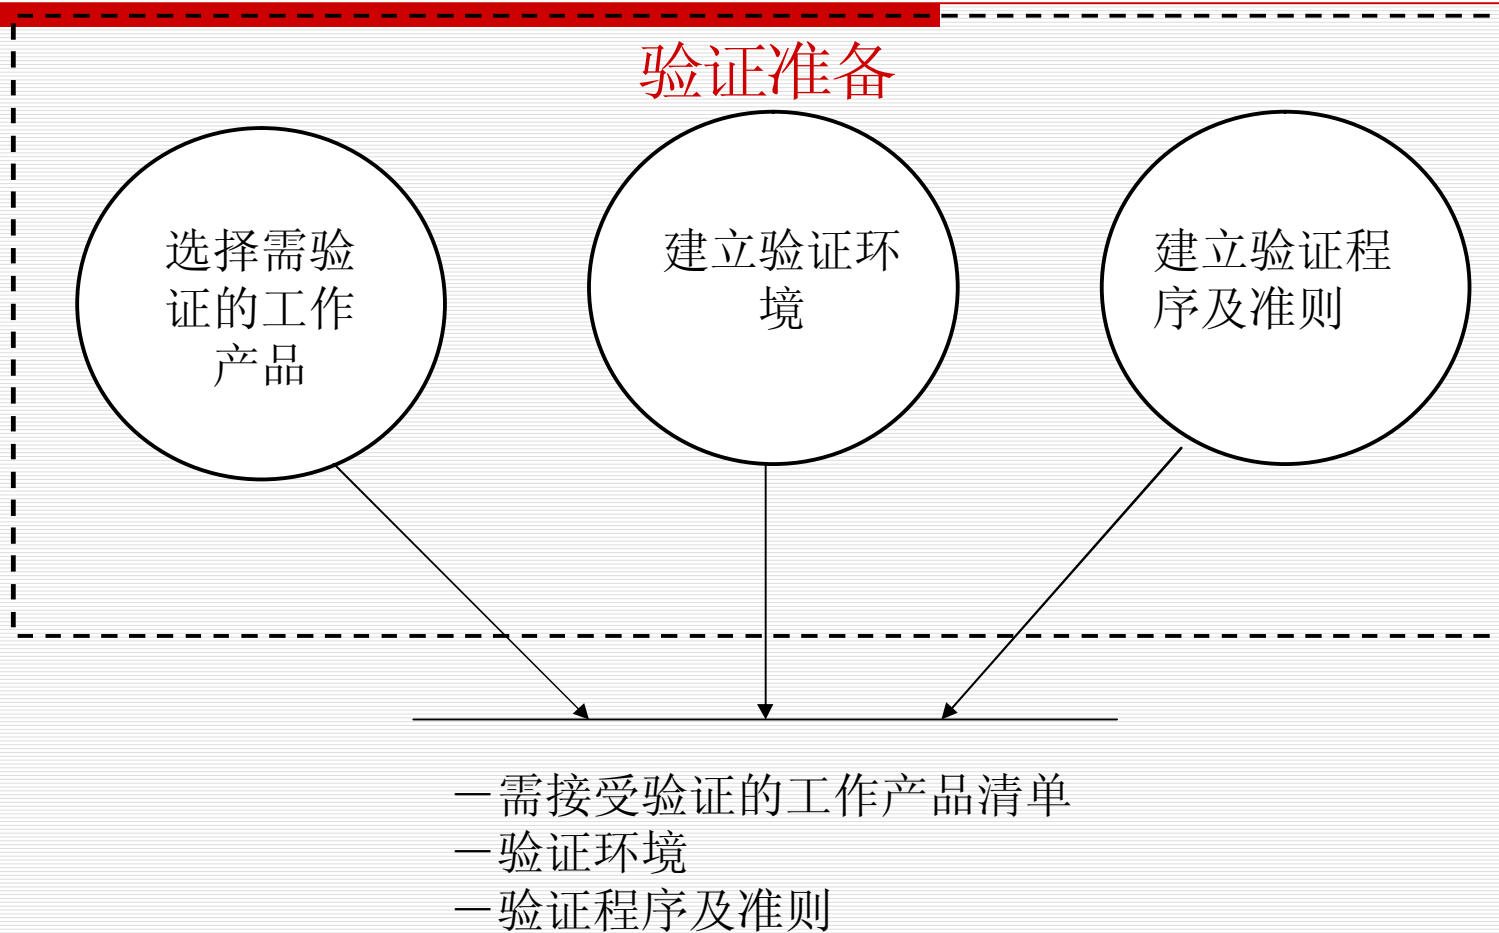 验证准备
选择需验
证的工作
产品
建立验证环
境
建立验证程
序及准则
－需接受验证的工作产品清单
－验证环境
－验证程序及准则